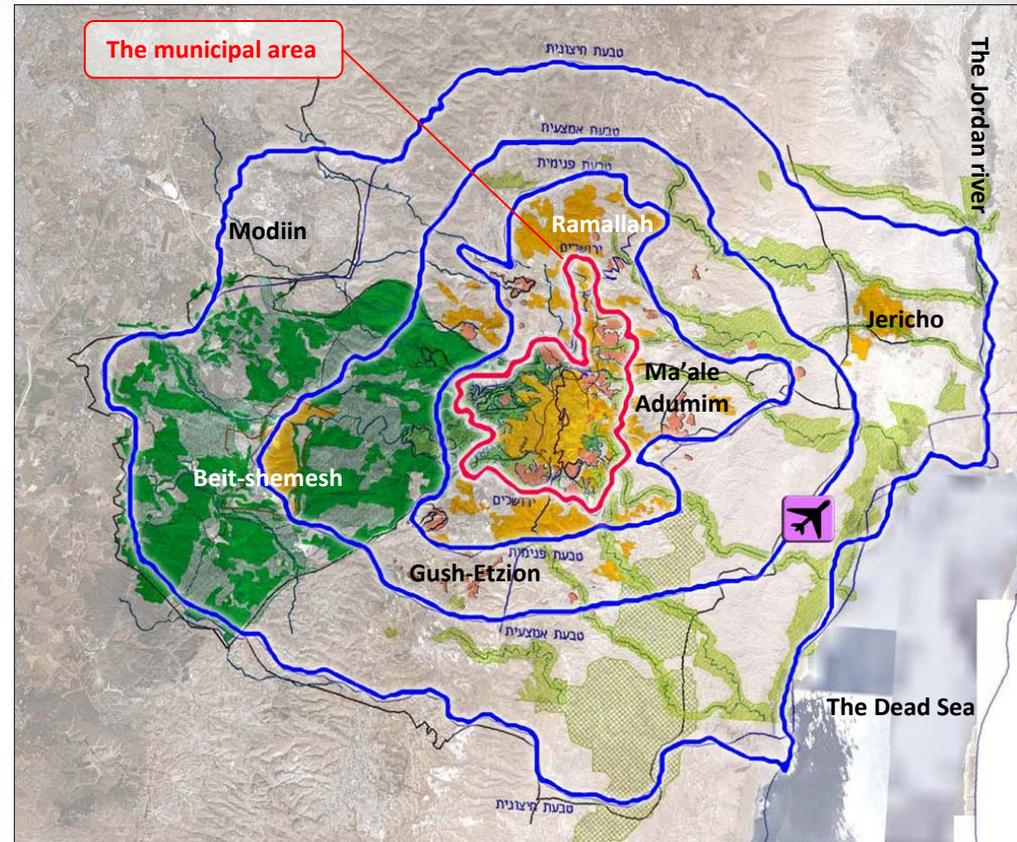 The municipal area
טבעת חיצונית
The Jordan river
טבעת אמצעית
טבעת פנימית
Modiin
Ramallah
ירושלים
Jericho
Ma’ale
Adumim
Beit-shemesh
ירושלים
טבעת פנימית
Gush-Etzion
טבעת אמצעית
The Dead Sea
טבעת חיצונית